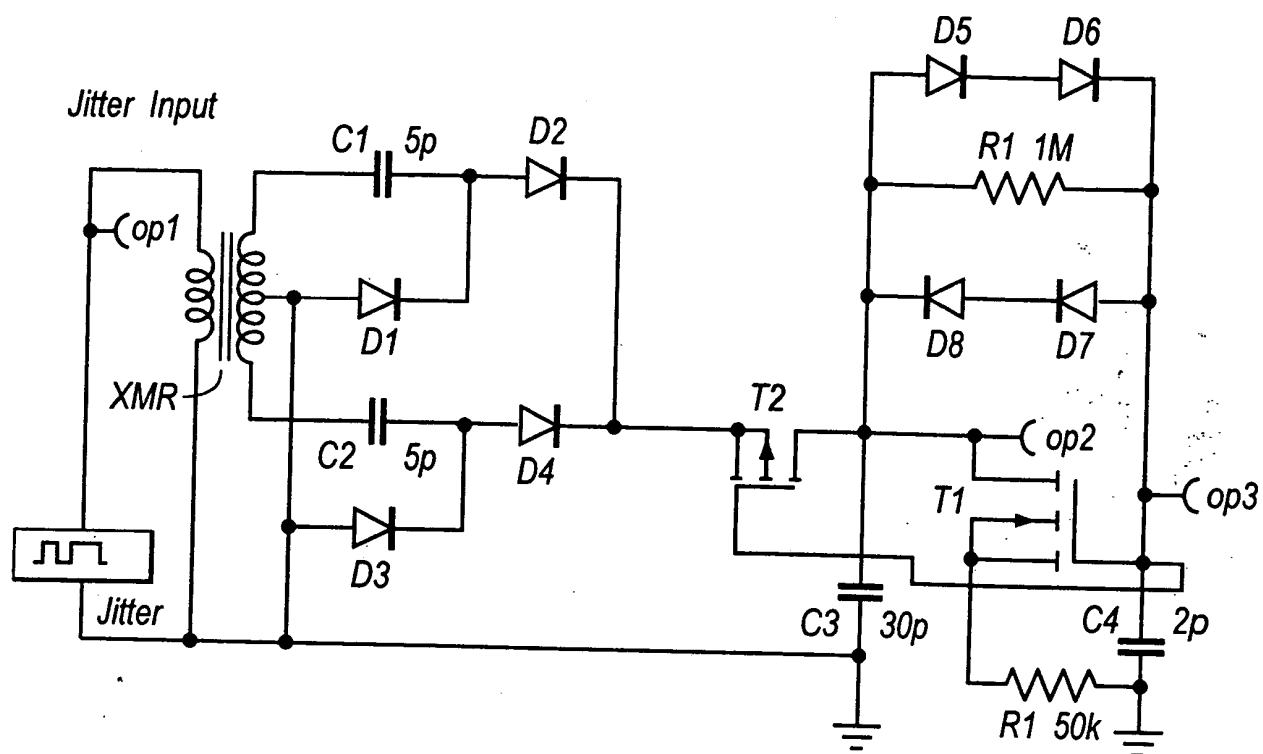 D5
D6
Jitter Input
C1
5p
D2
R1 1M
op1
D1
D8
D7
XMR
T2
C2
5p
D4
op2
T1
op3
D3
Jitter
C3
30p
C4
2p
R1 50k